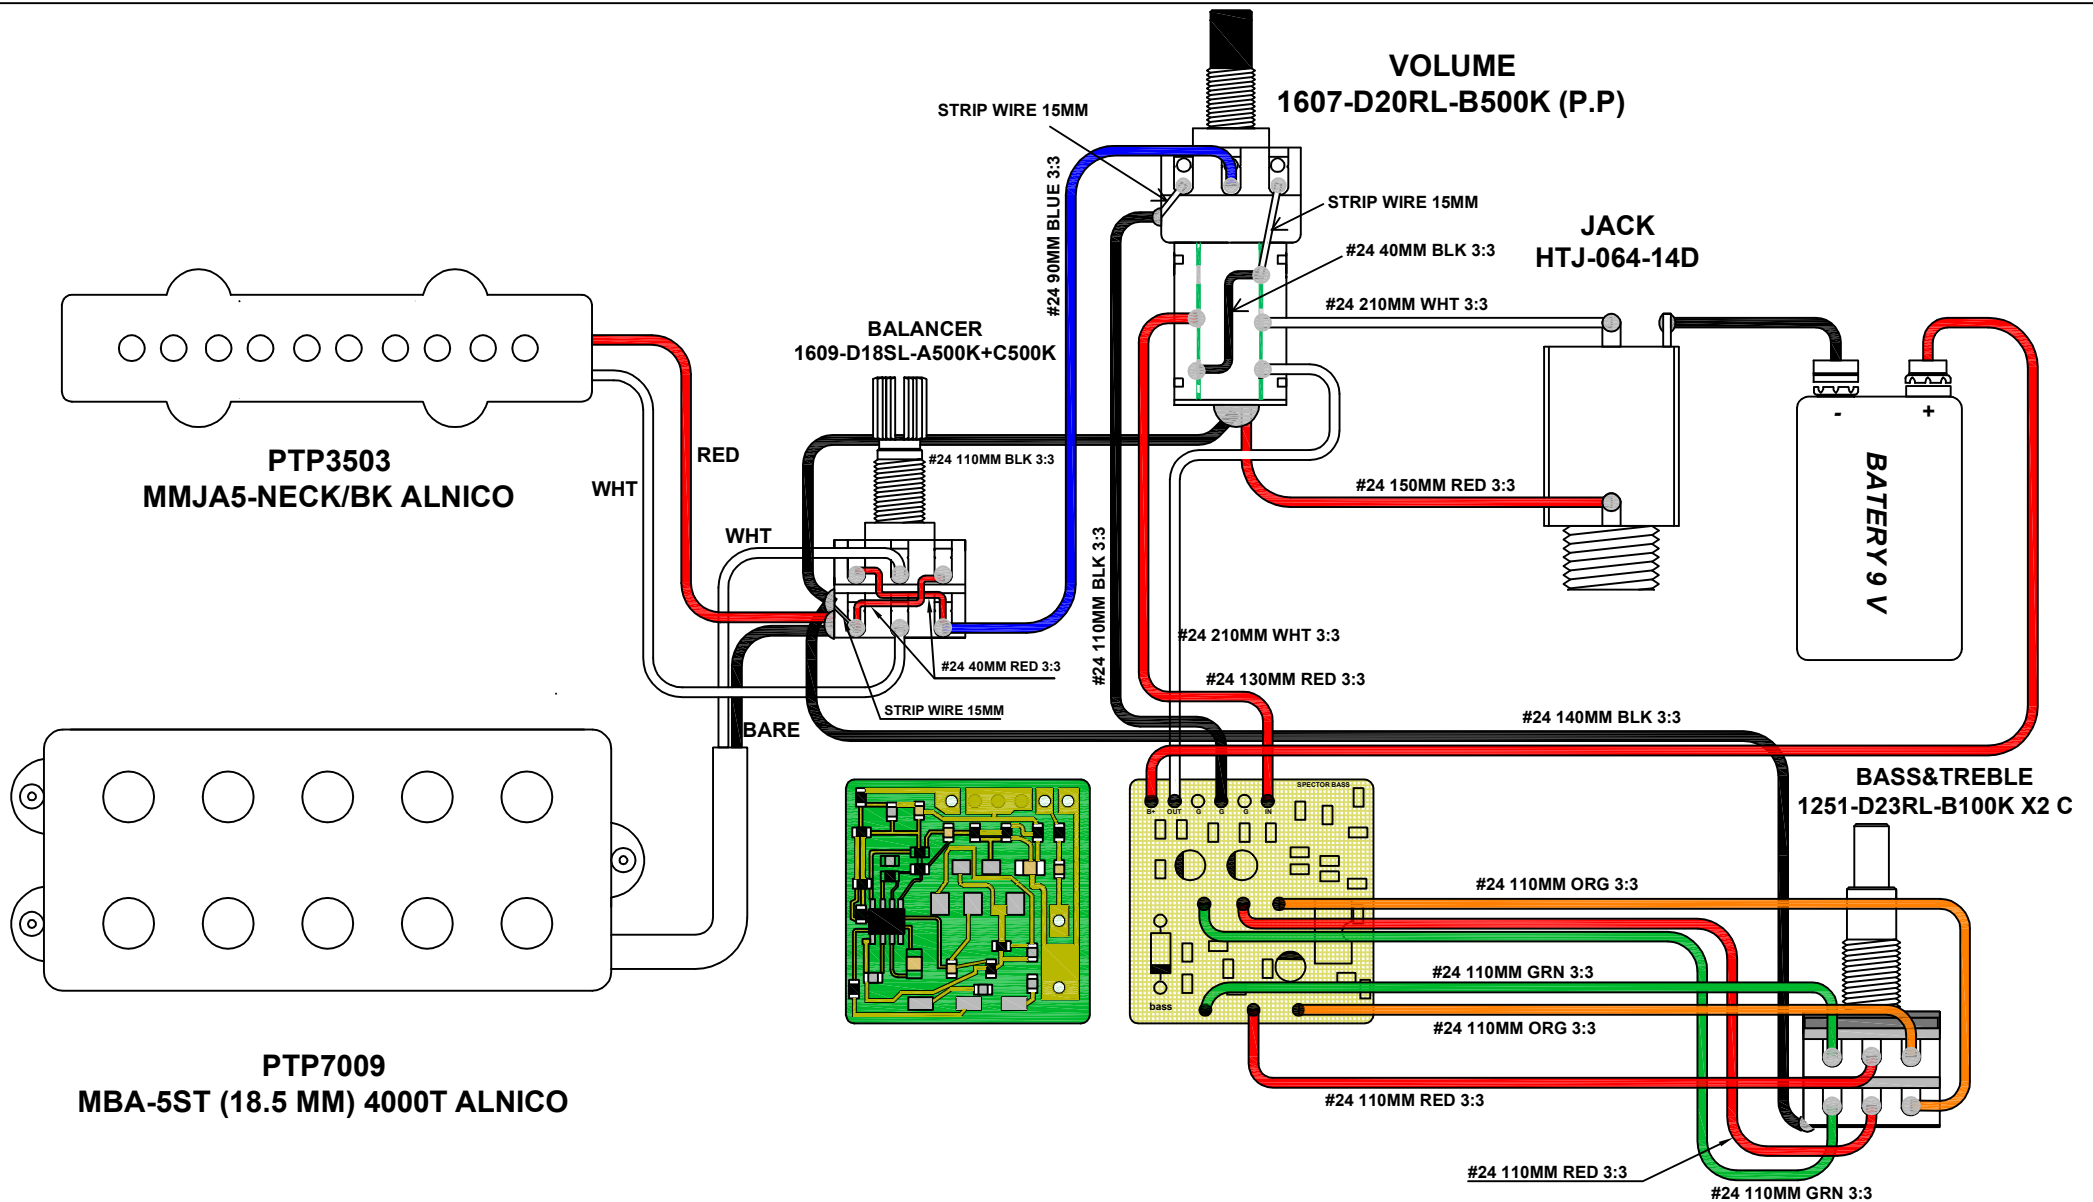 VOLUME
1607-D20RL-B500K (P.P)
STRIP WIRE 15MM
#24 90MM BLUE 3:3
STRIP WIRE 15MM
#24 40MM BLK 3:3
JACK
HTJ-064-14D
#24 210MM WHT 3:3
BALANCER
1609-D18SL-A500K+C500K
- +
BATERY 9 V
PTP3503
MMJA5-NECK/BK ALNICO
RED
WHT
#24 110MM BLK 3:3
#24 150MM RED 3:3
WHT
#24 110MM BLK 3:3
#24 210MM WHT 3:3
#24 40MM RED 3:3
#24 130MM RED 3:3
STRIP WIRE 15MM
BARE
#24 140MM BLK 3:3
SPECTOR BASS
B+ OUT G G G IN
BASS&TREBLE
1251-D23RL-B100K X2 C
#24 110MM ORG 3:3
#24 110MM GRN 3:3
bass
#24 110MM ORG 3:3
PTP7009
MBA-5ST (18.5 MM) 4000T ALNICO
#24 110MM RED 3:3
#24 110MM RED 3:3
#24 110MM GRN 3:3